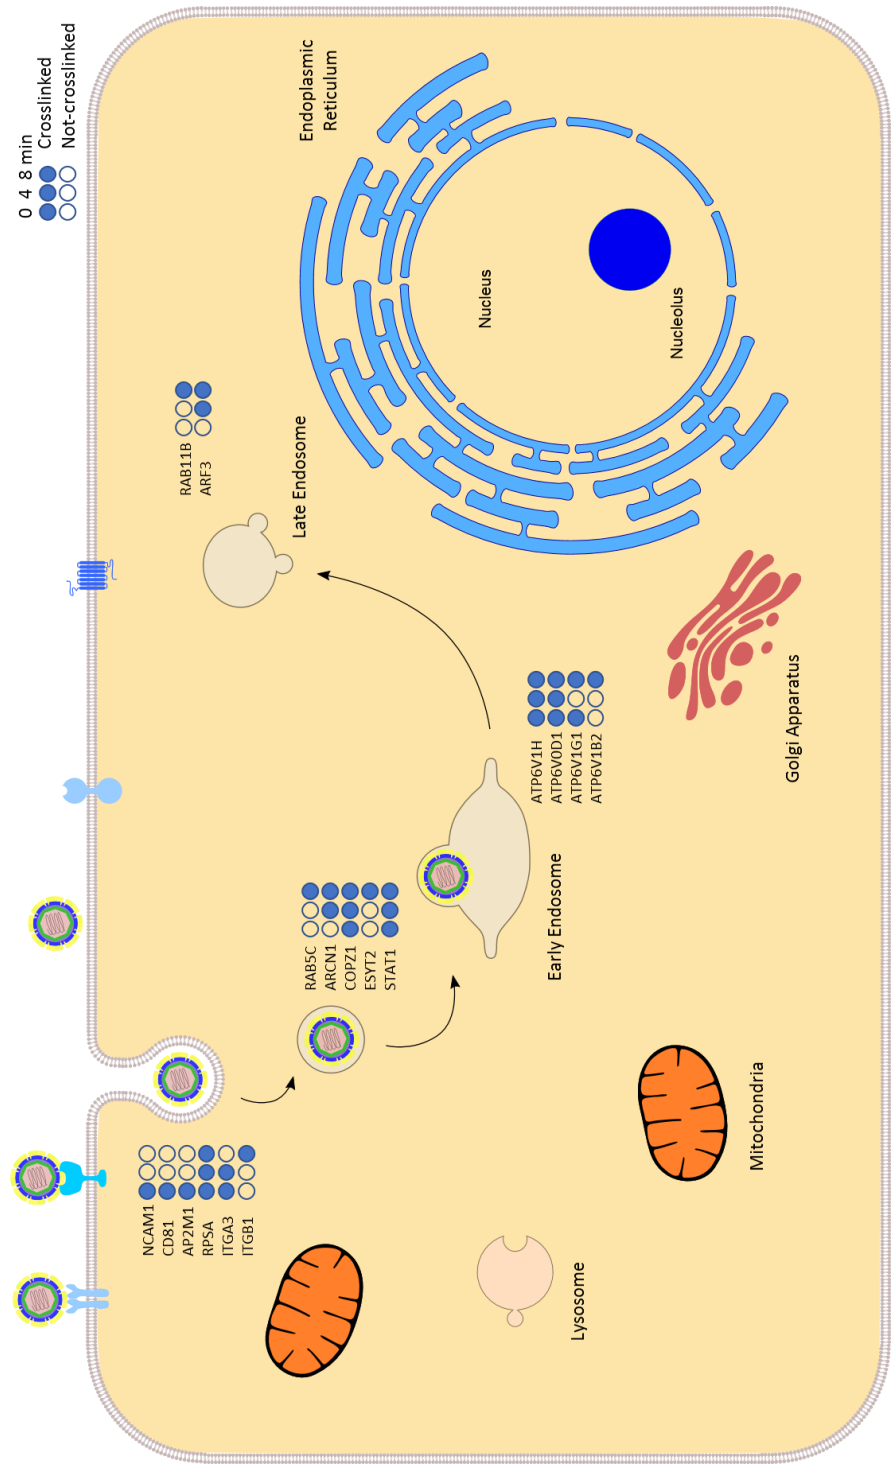 0 4 8 min
Crosslinked
Not-crosslinked
NCAM1
CD81
AP2M1
RPSA
ITGA3
ITGB1
RAB5C
ARCN1
COPZ1
ESYT2
STAT1
RAB11B
ARF3
Late Endosome
Endoplasmic
Reticulum
Early Endosome
ATP6V1H
ATP6V0D1
ATP6V1G1
ATP6V1B2
Nucleus
Nucleolus
Lysosome
Mitochondria
Golgi Apparatus